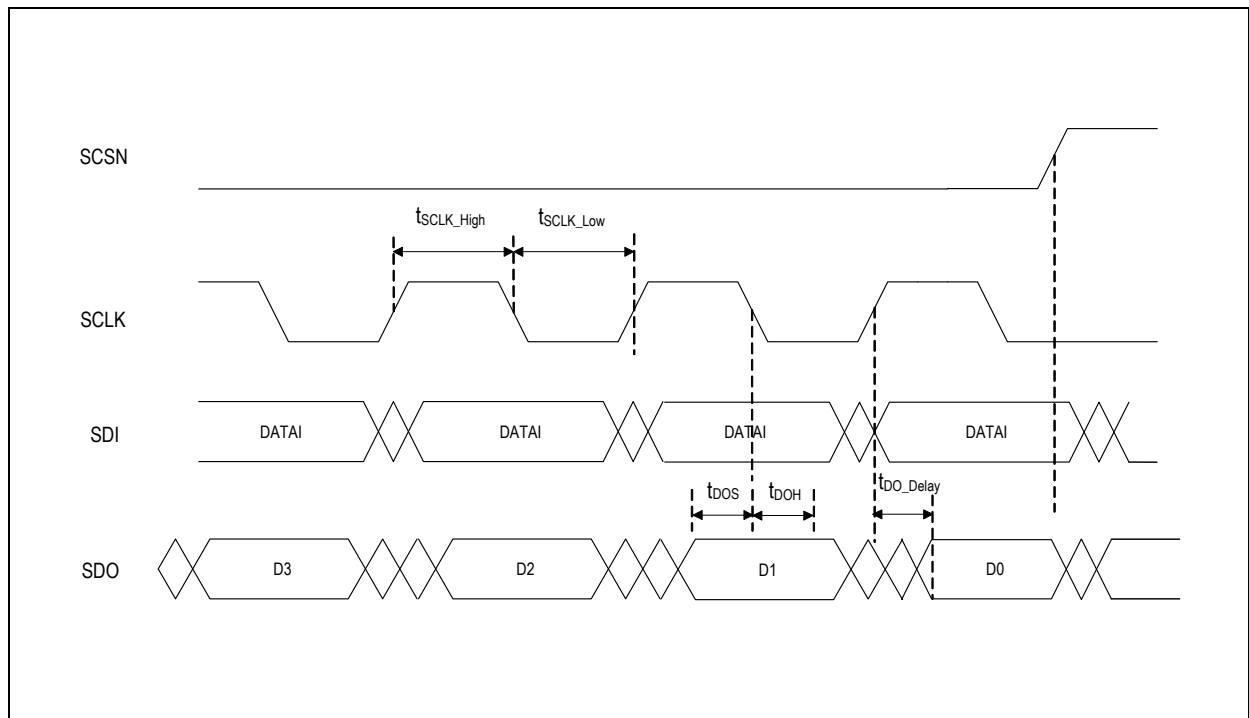 SCSN
tSCLK_High tSCLK_Low
SCLK
SDI DATAI DATAI DATAI DATAI
tDOS tDOH tDO_Delay
SDO D3 D2 D1 D0